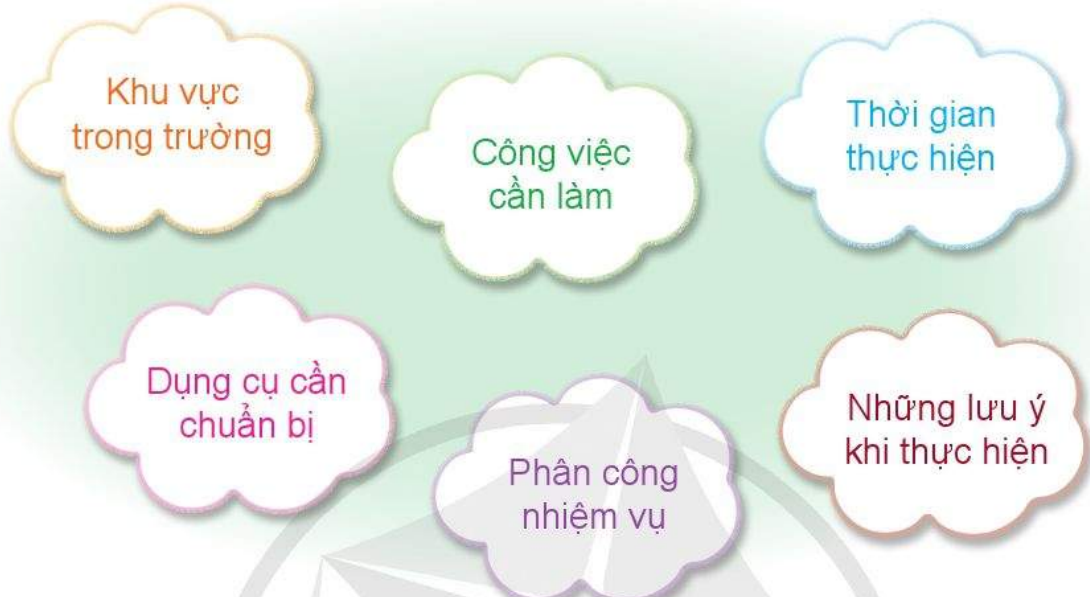 Khu vực
trong trường
Công việc
cần làm
Thời gian
thực hiện
Dụng cụ cần
chuẩn bị
Phân công
nhiệm vụ
Những lưu ý
khi thực hiện